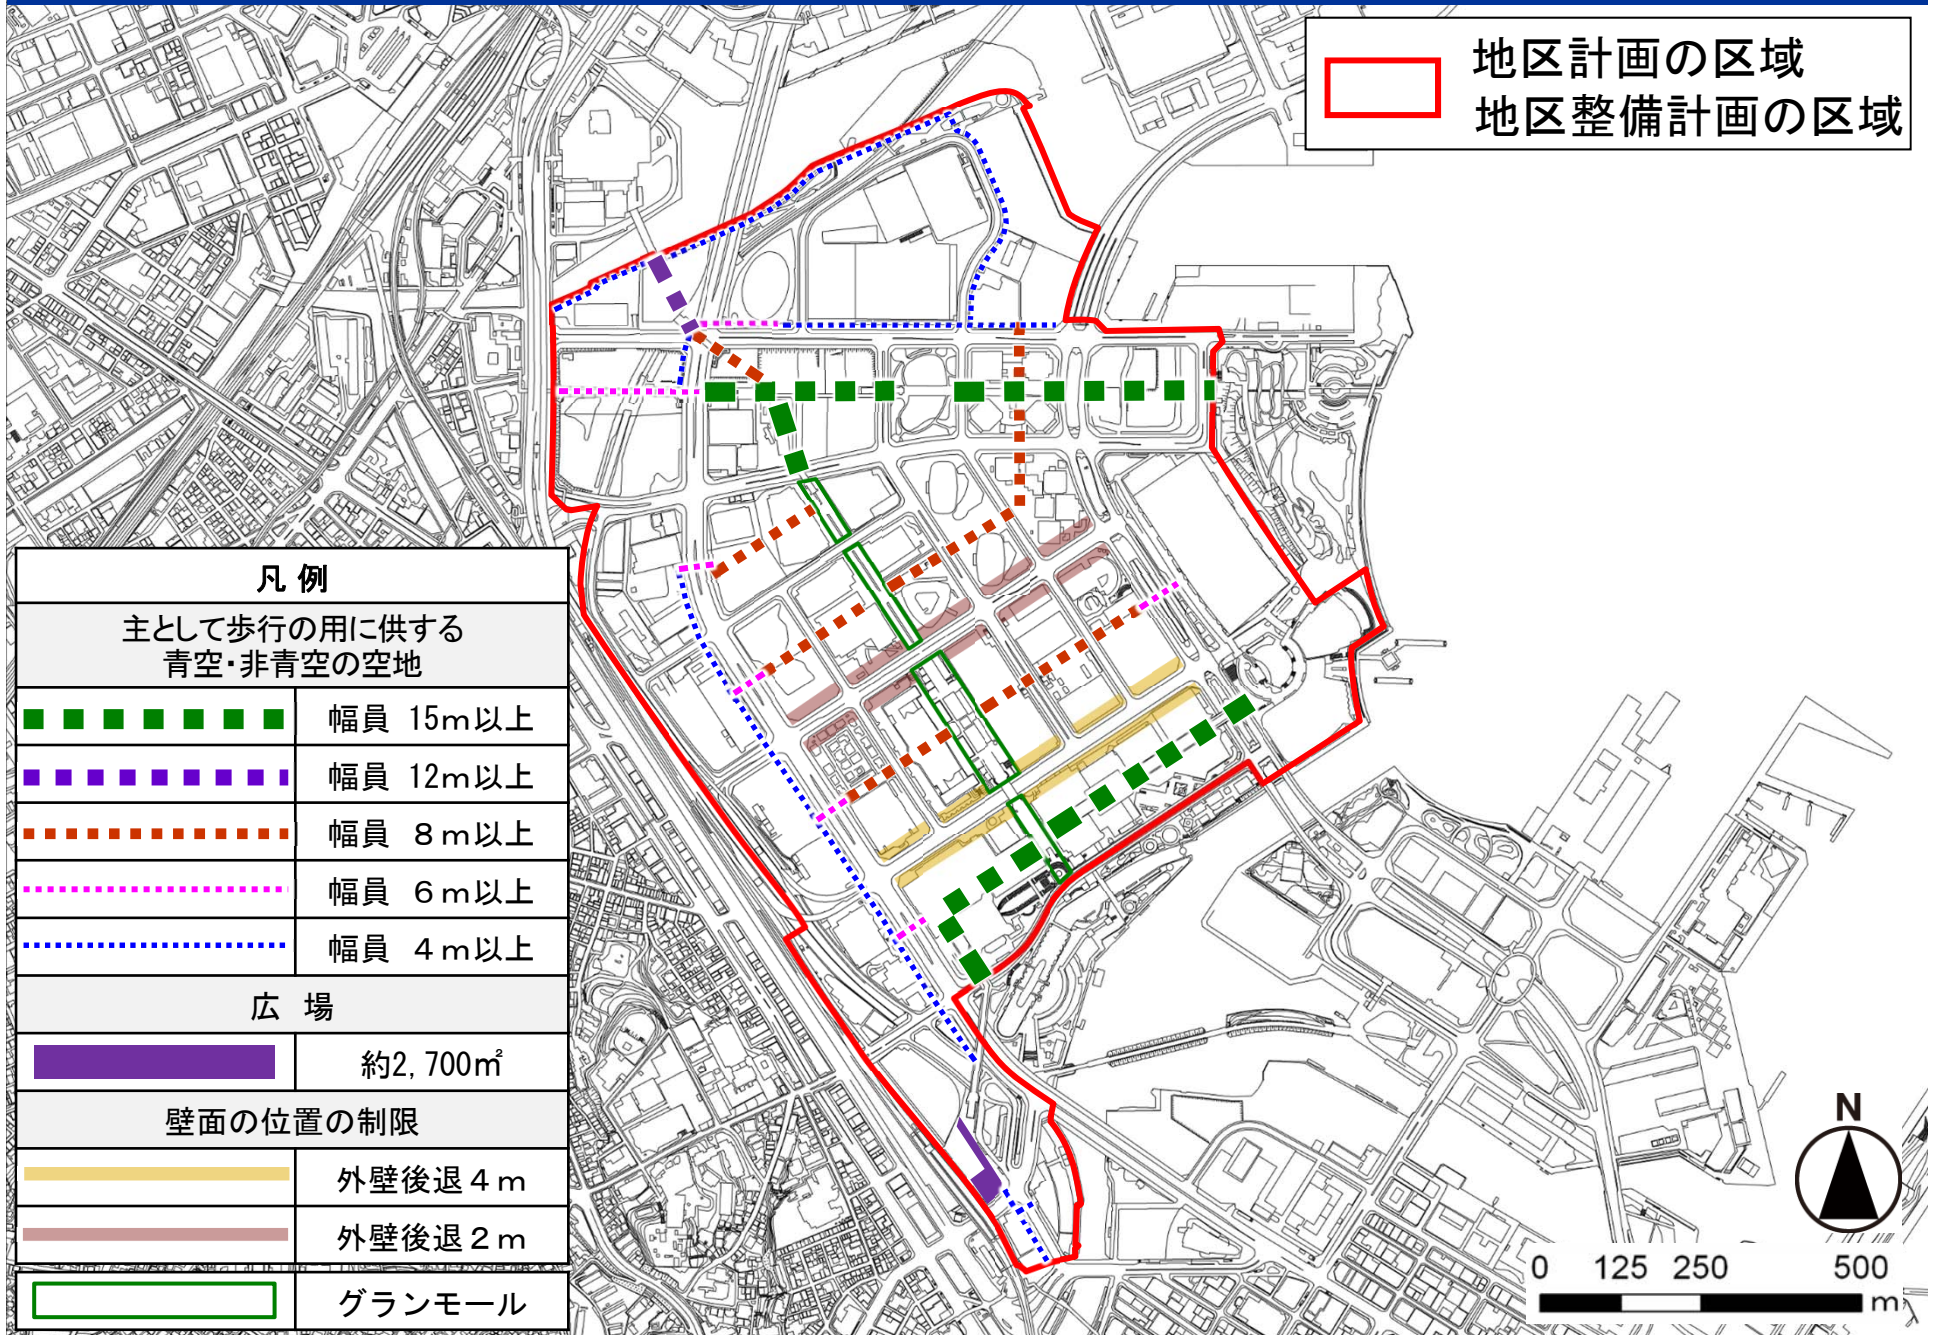 地区計画の区域
地区整備計画の区域
凡 例
主として歩行の用に供する
青空・非青空の空地
幅員 15m以上
幅員 12m以上
幅員 8m以上
幅員 6m以上
幅員 4m以上
広 場
約2,700㎡
壁面の位置の制限
外壁後退4m
外壁後退2m
グランモール
N
0 125 250 500
m